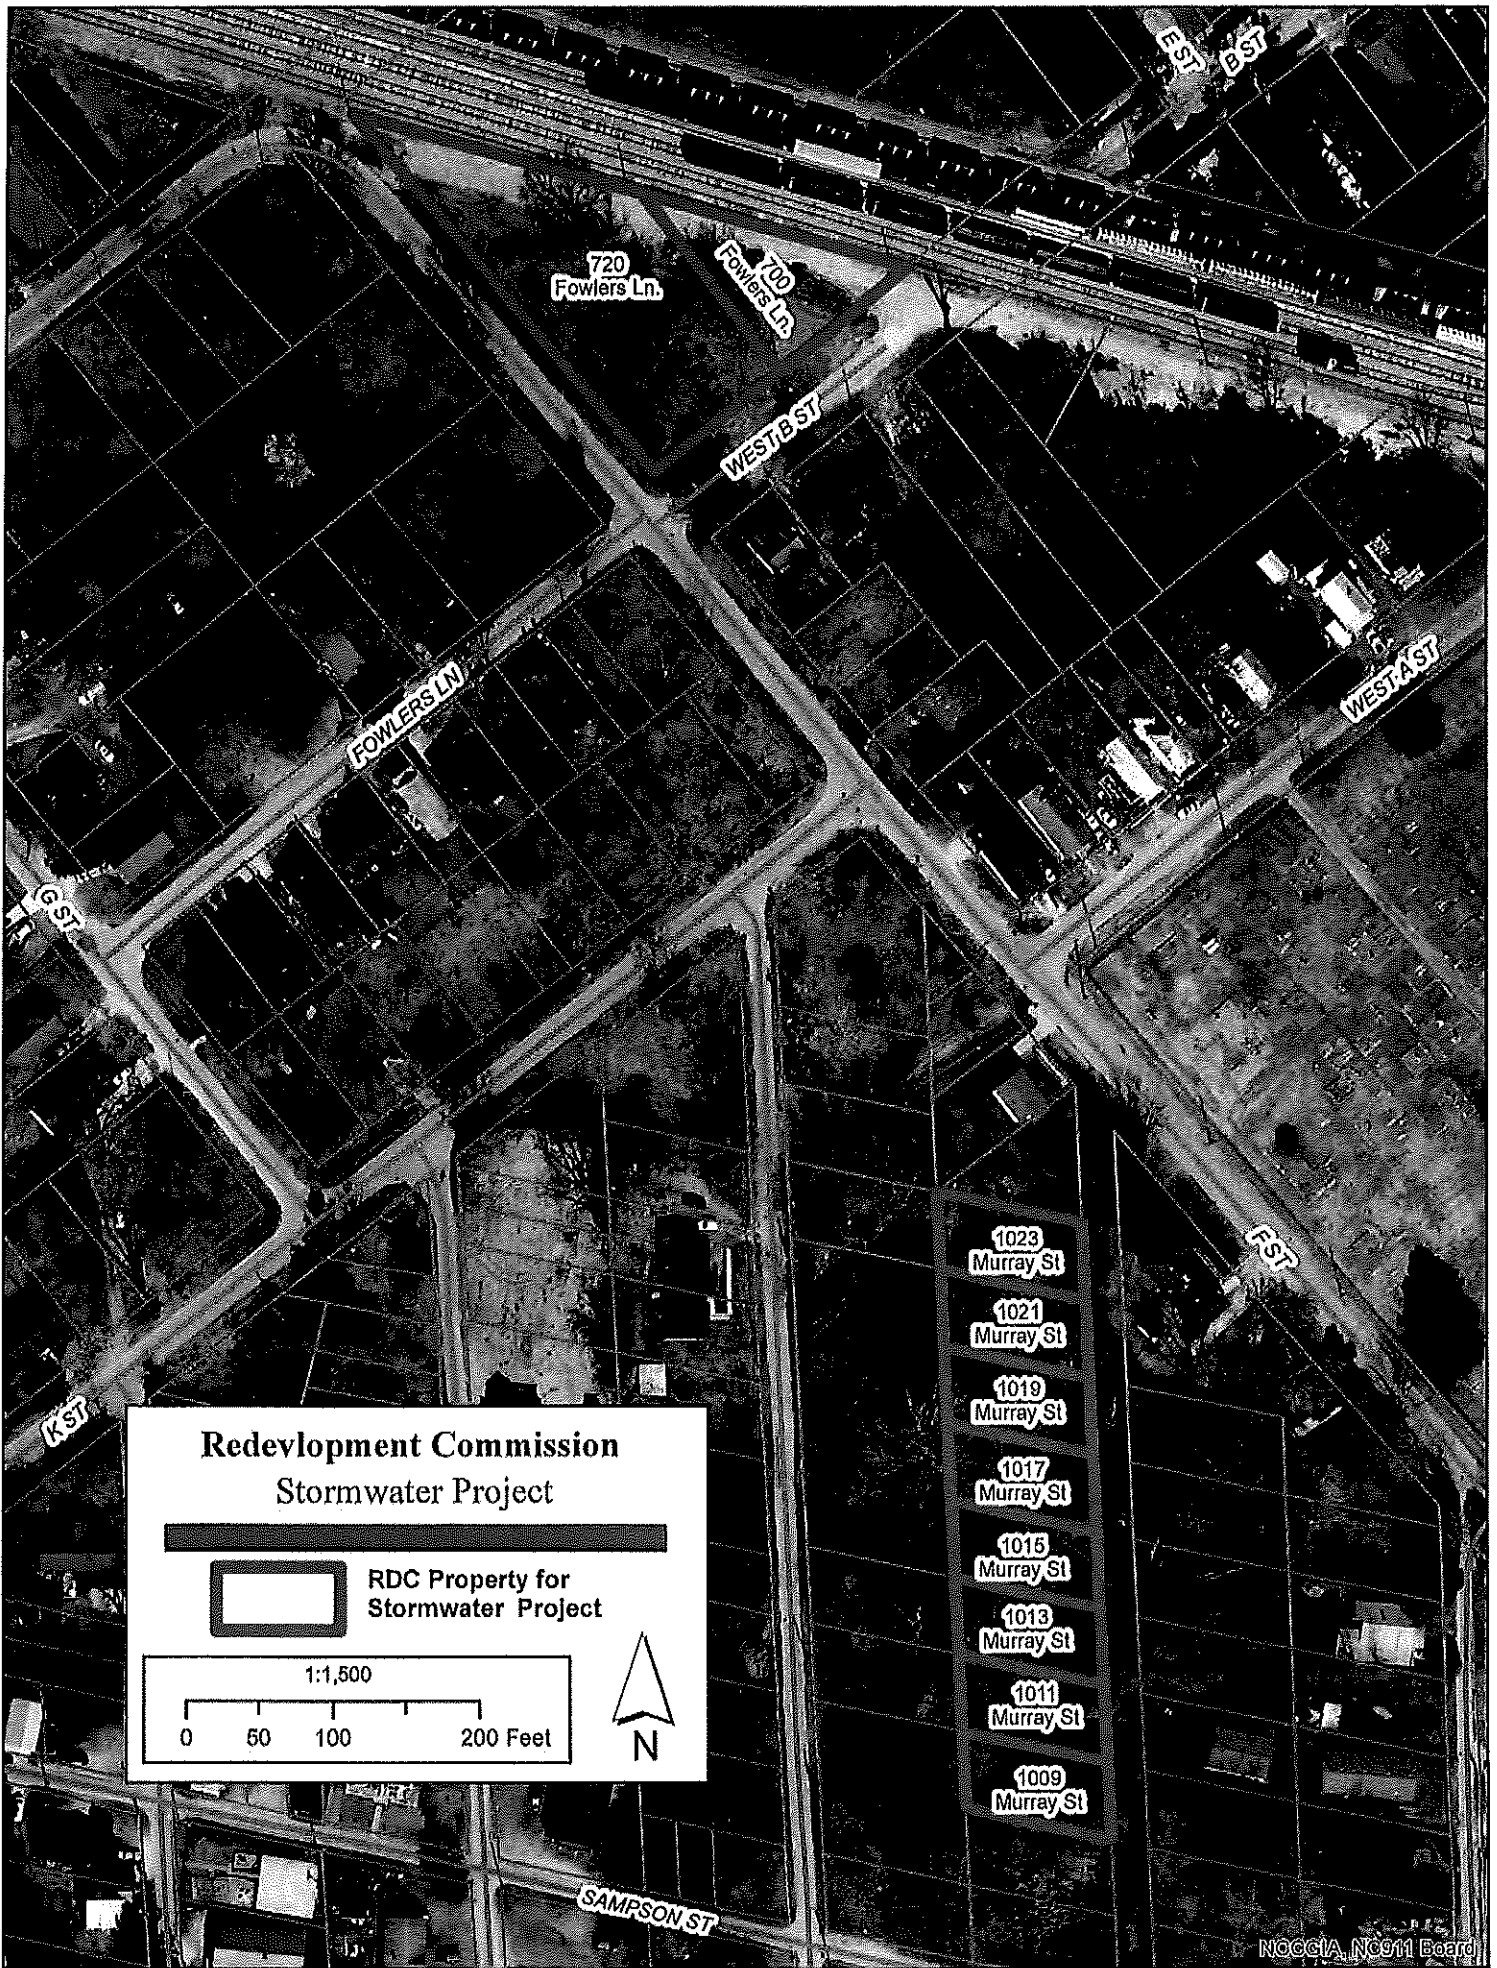 E ST
B ST
720
Fowlers Ln.
700
Fowlers Ln.
WEST B ST
WEST A ST
FOWLERS LN
G ST
F ST
K ST
1023
Murray St
1021
Murray St
1019
Murray St
1017
Murray St
1015
Murray St
1013
Murray St
1011
Murray St
1009
Murray St
Redevlopment Commission
Stormwater Project
RDC Property for
Stormwater Project
1:1,500
0 50 100 200 Feet
N
SAMPSON ST
NOCGIA, NC911 Board